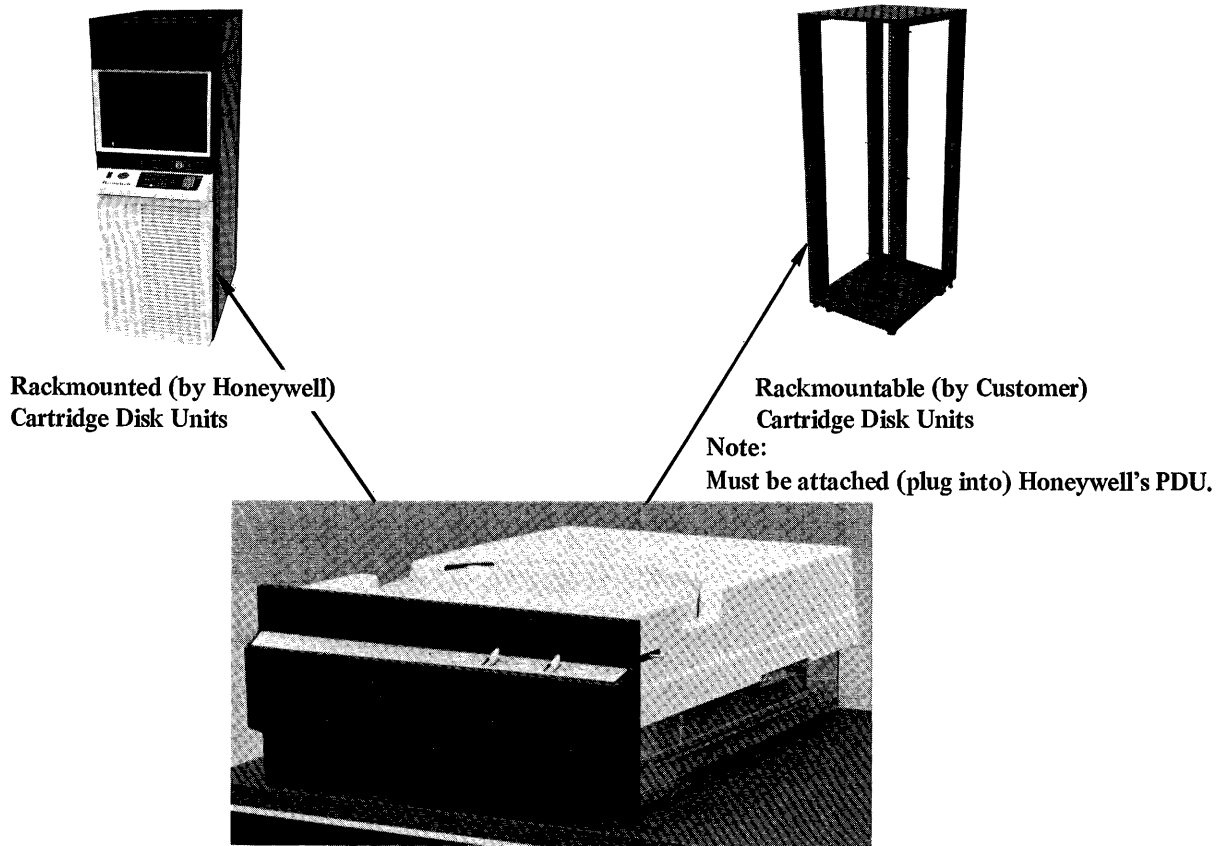 Rackmounted (by Honeywell)
Cartridge Disk Units
Rackmountable (by Customer)
Cartridge Disk Units
Note:
Must be attached (plug into) Honeywell's PDU.